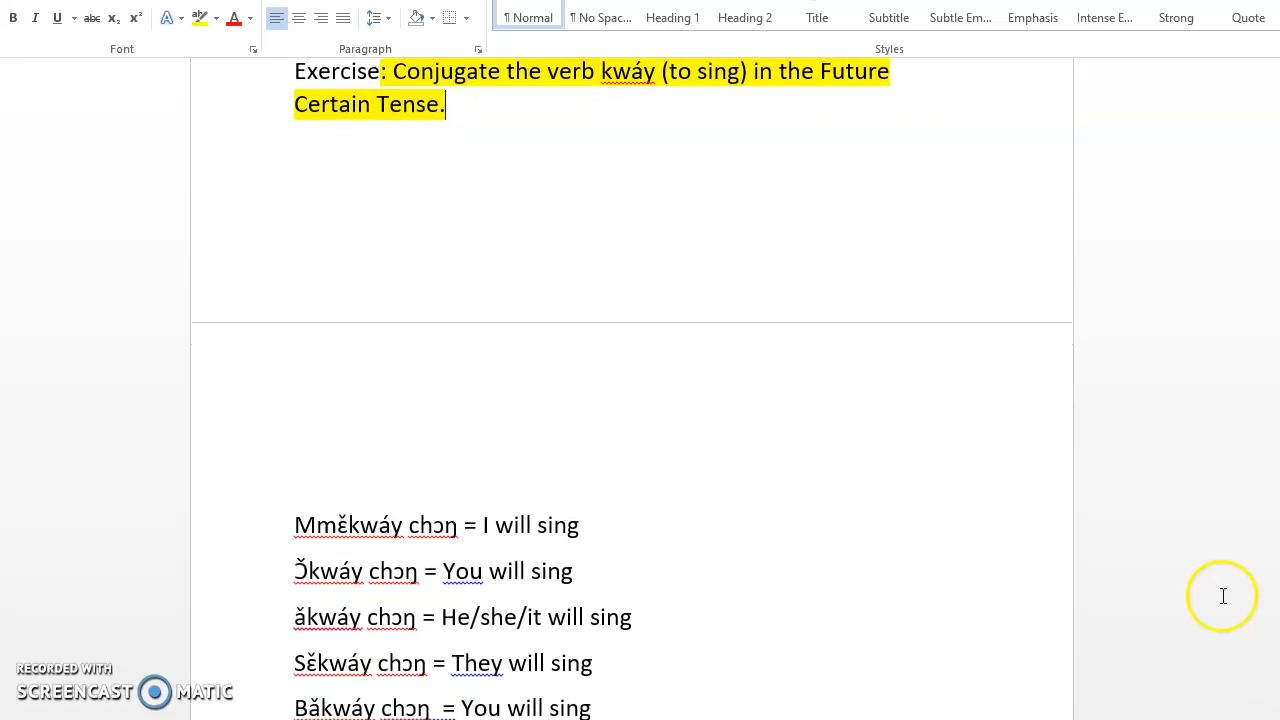 B I U abc x₂ x² A A
¶ Normal ¶ No Spac... Heading 1 Heading 2 Title Subtitle Subtle Em... Emphasis Intense E... Strong Quote
Font Paragraph Styles
Exercise: Conjugate the verb kwáy (to sing) in the Future
Certain Tense.
Mmɛ̌kwáy chɔŋ = I will sing
Ɔ̌kwáy chɔŋ = You will sing
ǎkwáy chɔŋ = He/she/it will sing
Sɛ̌kwáy chɔŋ = They will sing
Bǎkwáy chɔŋ = You will sing
RECORDED WITH
SCREENCAST MATIC